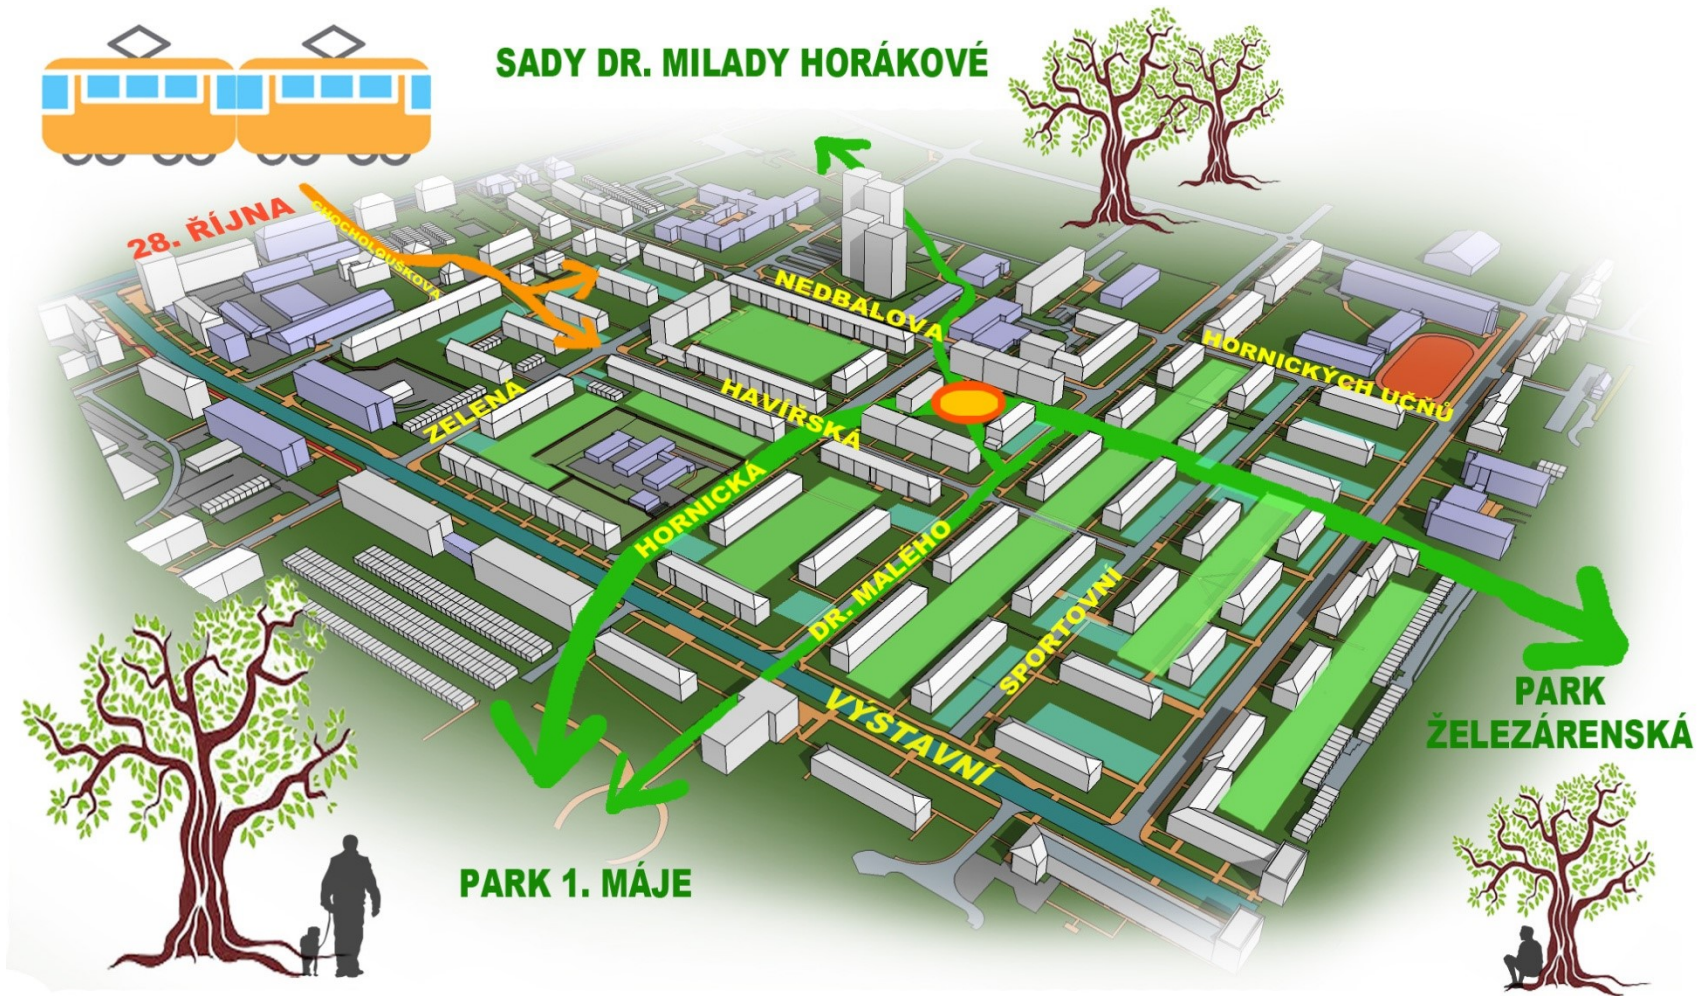 SADY DR. MILADY HORÁKOVÉ
28. ŘÍJNA
CHOCHOLOUŠKOVA
NEDBALOVA
HORNICKÝCH UČŇŮ
ZELENÁ
HAVÍŘSKÁ
HORNICKÁ
DR. MALÉHO
SPORTOVNÍ
VÝSTAVNÍ
PARK
ŽELEZÁRENSKÁ
PARK 1. MÁJE